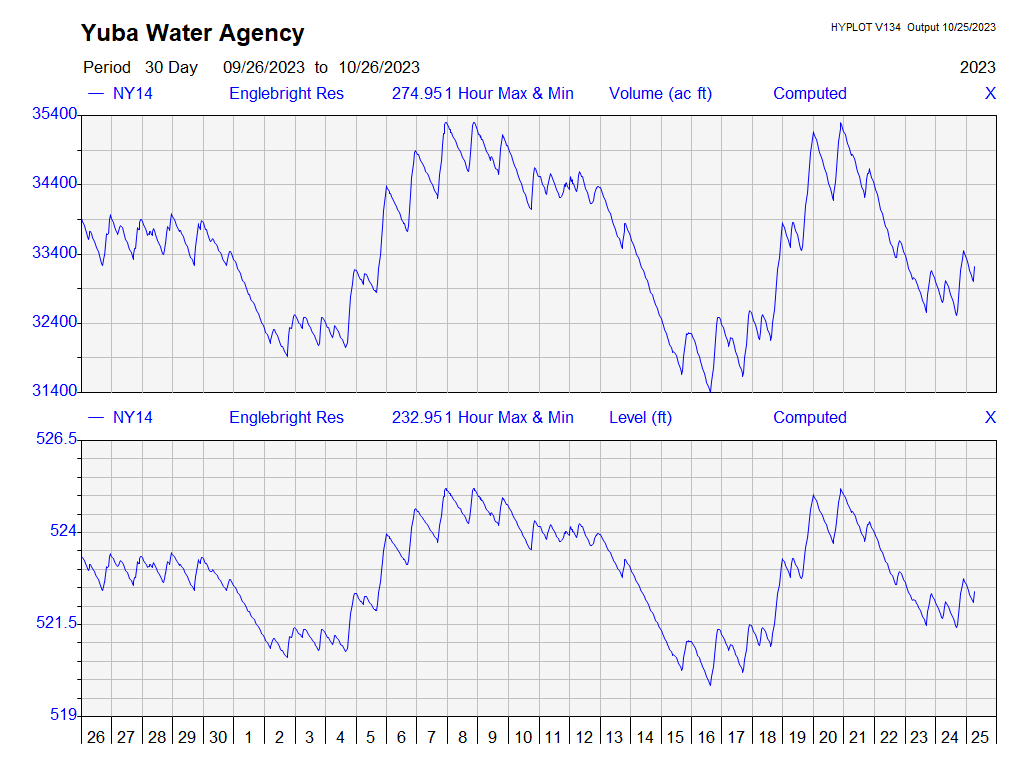 Yuba Water Agency
HYPLOT V134 Output 10/25/2023
Period 30 Day 09/26/2023 to 10/26/2023
2023
NY14 Englebright Res 274.951 Hour Max & Min Volume (ac ft) Computed X
35400
34400
33400
32400
31400
NY14 Englebright Res 232.951 Hour Max & Min Level (ft) Computed X
526.5
524
521.5
519
26 27 28 29 30 1 2 3 4 5 6 7 8 9 10 11 12 13 14 15 16 17 18 19 20 21 22 23 24 25